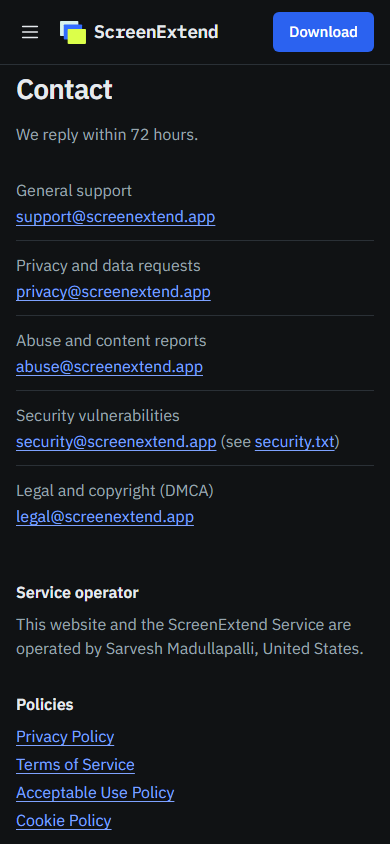 ScreenExtend
Download
Contact
We reply within 72 hours.
General support
support@screenextend.app
Privacy and data requests
privacy@screenextend.app
Abuse and content reports
abuse@screenextend.app
Security vulnerabilities
security@screenextend.app (see security.txt)
Legal and copyright (DMCA)
legal@screenextend.app
Service operator
This website and the ScreenExtend Service are
operated by Sarvesh Madullapalli, United States.
Policies
Privacy Policy
Terms of Service
Acceptable Use Policy
Cookie Policy